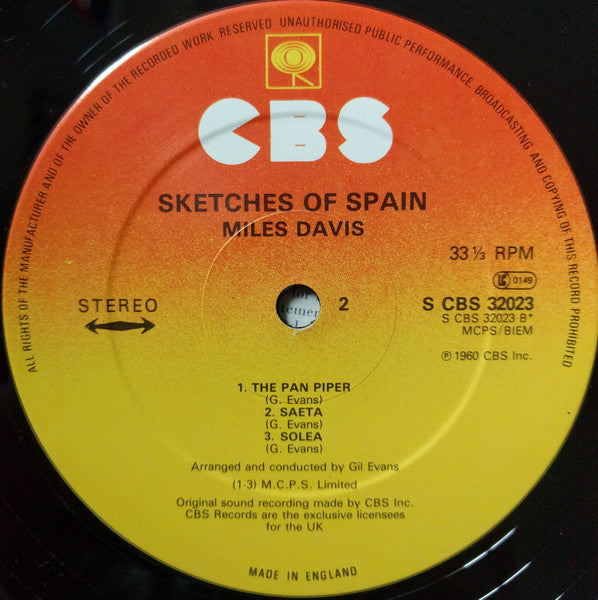 ALL RIGHTS OF THE MANUFACTURER AND OF THE OWNER OF THE RECORDED WORK RESERVED UNAUTHORISED PUBLIC PERFORMANCE, BROADCASTING AND COPYING OF THIS RECORD PROHIBITED
CBS
SKETCHES OF SPAIN
MILES DAVIS
33⅓ RPM
0149
STEREO
2
S CBS 32023
S CBS 32023 B*
MCPS/BIEM
℗ 1960 CBS Inc.
for
1. THE PAN PIPER
(G. Evans)
2. SAETA
(G. Evans)
3. SOLEA
(G. Evans)
Arranged and conducted by Gil Evans
(1-3) M.C.P.S. Limited
Original sound recording made by CBS Inc.
CBS Records are the exclusive licensees
for the UK
MADE IN ENGLAND